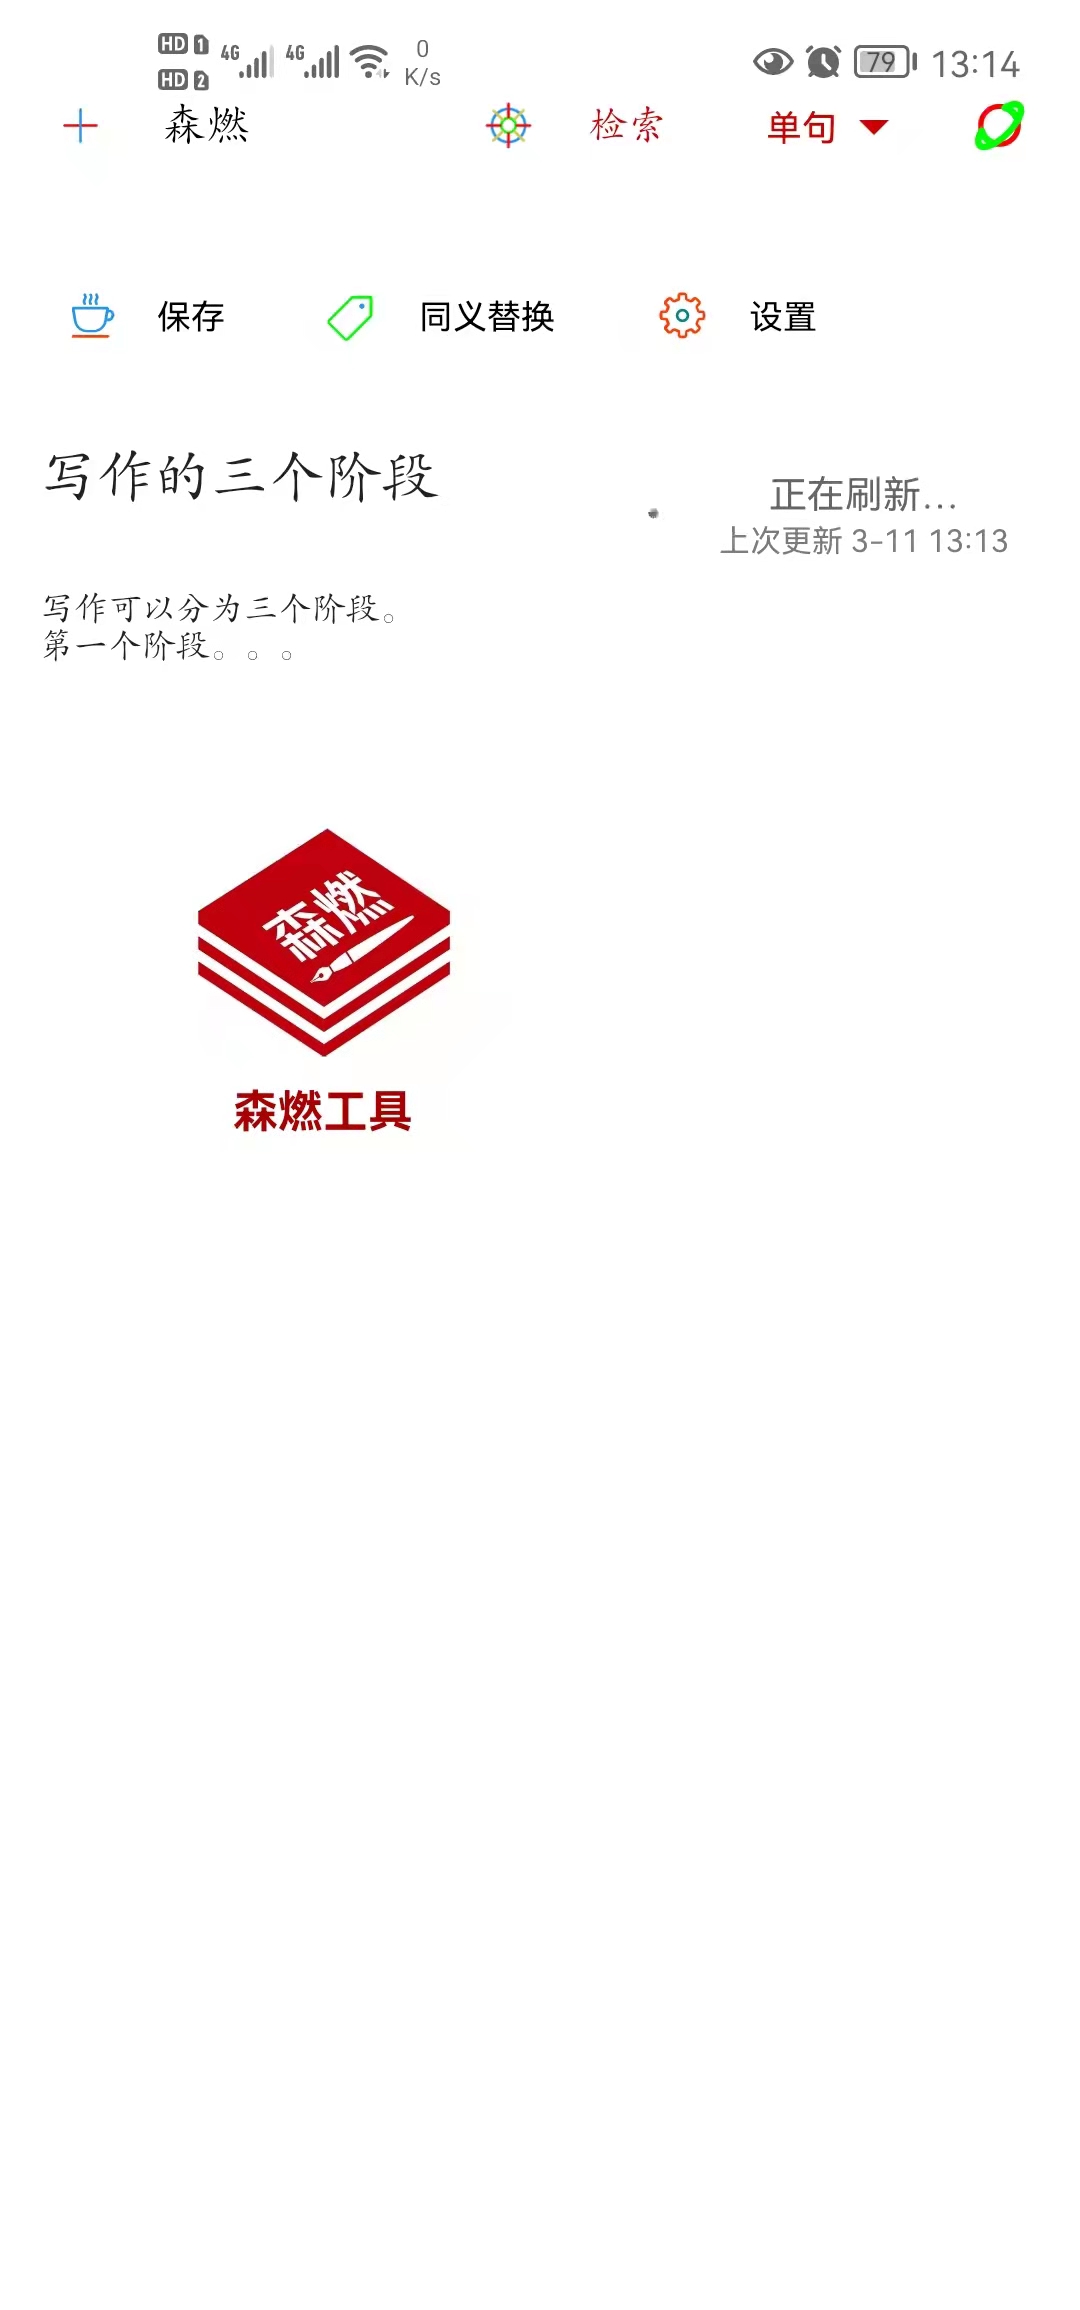 HD 1 4G 4G 0 79 13:14
HD 2 K/s
森燃 检索 单句
保存 同义替换 设置
写作的三个阶段
正在刷新...
上次更新 3-11 13:13
写作可以分为三个阶段。
第一个阶段。。。
森燃
森燃工具